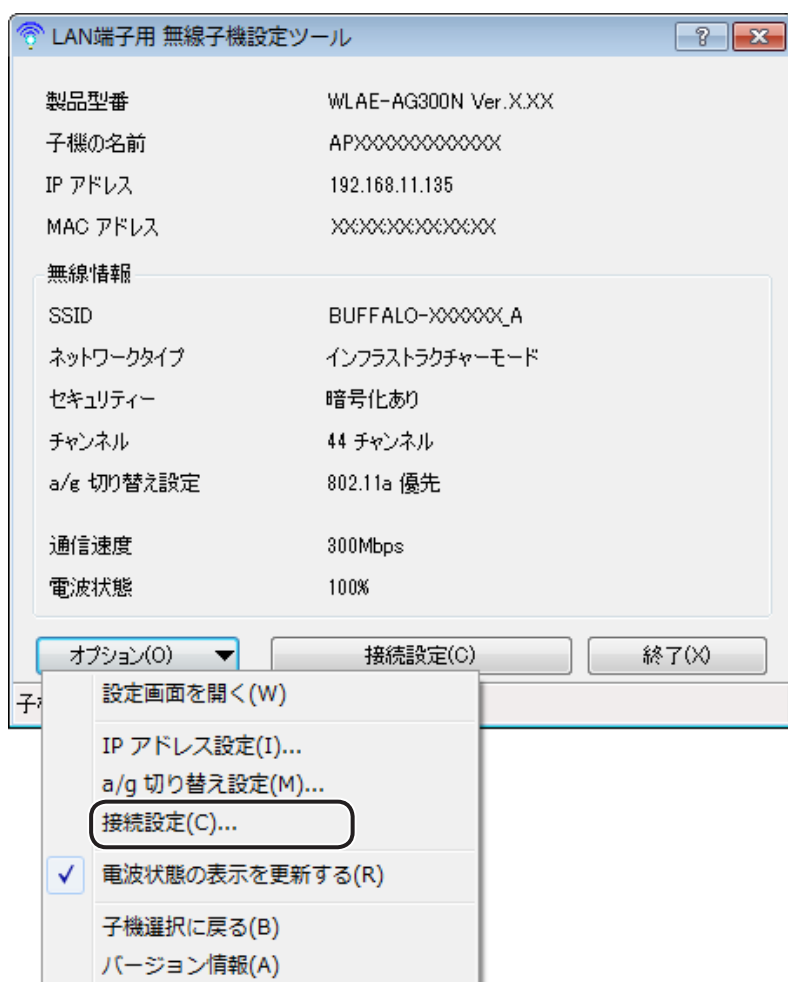 LAN端子用 無線子機設定ツール
製品型番 WLAE-AG300N Ver.X.XX
子機の名前 APXXXXXXXXXXXX
IP アドレス 192.168.11.135
MAC アドレス XX:XX:XX:XX:XX:XX
無線情報
SSID BUFFALO-XXXXXX_A
ネットワークタイプ インフラストラクチャーモード
セキュリティー 暗号化あり
チャンネル 44 チャンネル
a/g 切り替え設定 802.11a 優先
通信速度 300Mbps
電波状態 100%
オプション(O) 接続設定(C) 終了(X)
設定画面を開く(W)
IP アドレス設定(I)...
a/g 切り替え設定(M)...
接続設定(C)...
電波状態の表示を更新する(R)
子機選択に戻る(B)
バージョン情報(A)